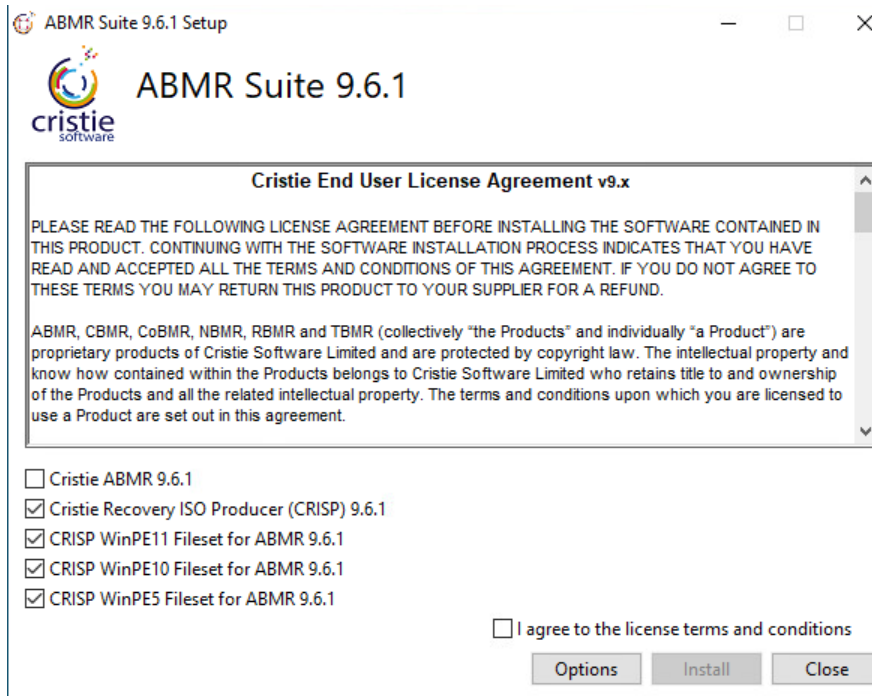 ABMR Suite 9.6.1 Setup
cristie
software
ABMR Suite 9.6.1
Cristie End User License Agreement v9.x
PLEASE READ THE FOLLOWING LICENSE AGREEMENT BEFORE INSTALLING THE SOFTWARE CONTAINED IN
THIS PRODUCT. CONTINUING WITH THE SOFTWARE INSTALLATION PROCESS INDICATES THAT YOU HAVE
READ AND ACCEPTED ALL THE TERMS AND CONDITIONS OF THIS AGREEMENT. IF YOU DO NOT AGREE TO
THESE TERMS YOU MAY RETURN THIS PRODUCT TO YOUR SUPPLIER FOR A REFUND.
ABMR, CBMR, CoBMR, NBMR, RBMR and TBMR (collectively “the Products” and individually “a Product”) are
proprietary products of Cristie Software Limited and are protected by copyright law. The intellectual property and
know how contained within the Products belongs to Cristie Software Limited who retains title to and ownership
of the Products and all the related intellectual property. The terms and conditions upon which you are licensed to
use a Product are set out in this agreement.
Cristie ABMR 9.6.1
Cristie Recovery ISO Producer (CRISP) 9.6.1
CRISP WinPE11 Fileset for ABMR 9.6.1
CRISP WinPE10 Fileset for ABMR 9.6.1
CRISP WinPE5 Fileset for ABMR 9.6.1
I agree to the license terms and conditions
Options Install Close